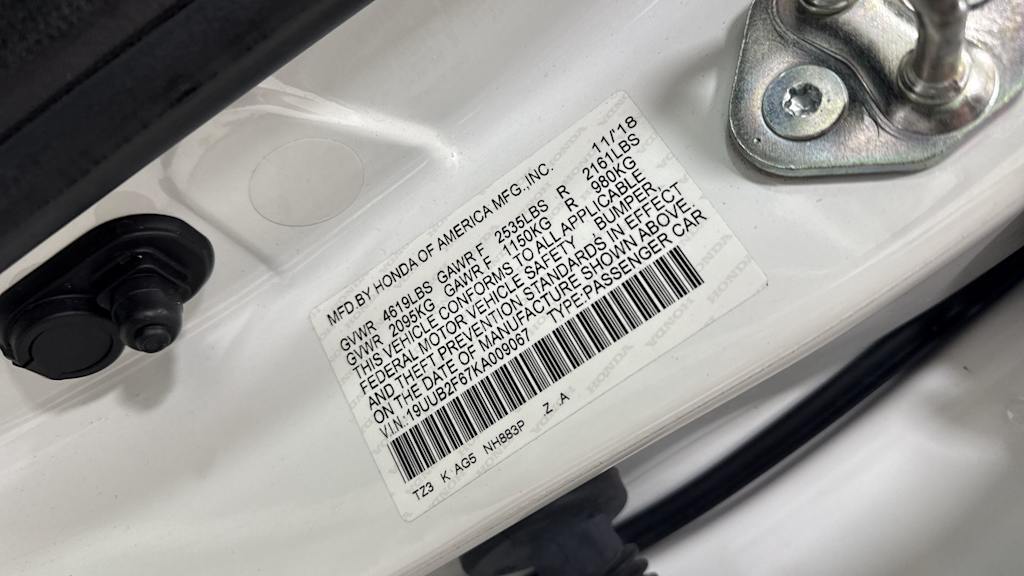 MFD BY HONDA OF AMERICA MFG.,INC. 11/'18
GVWR 4619LBS GAWR F 2535LBS R 2161LBS
GVWR 2095KG GAWR F 1150KG R 980KG
THIS VEHICLE CONFORMS TO ALL APPLICABLE
FEDERAL MOTOR VEHICLE SAFETY, BUMPER,
AND THEFT PREVENTION STANDARDS IN EFFECT
ON THE DATE OF MANUFACTURE SHOWN ABOVE.
V.I.N.:19UUB2F67KA009067 TYPE:PASSENGER CAR
TZ3 K AG5 NH883P Z A